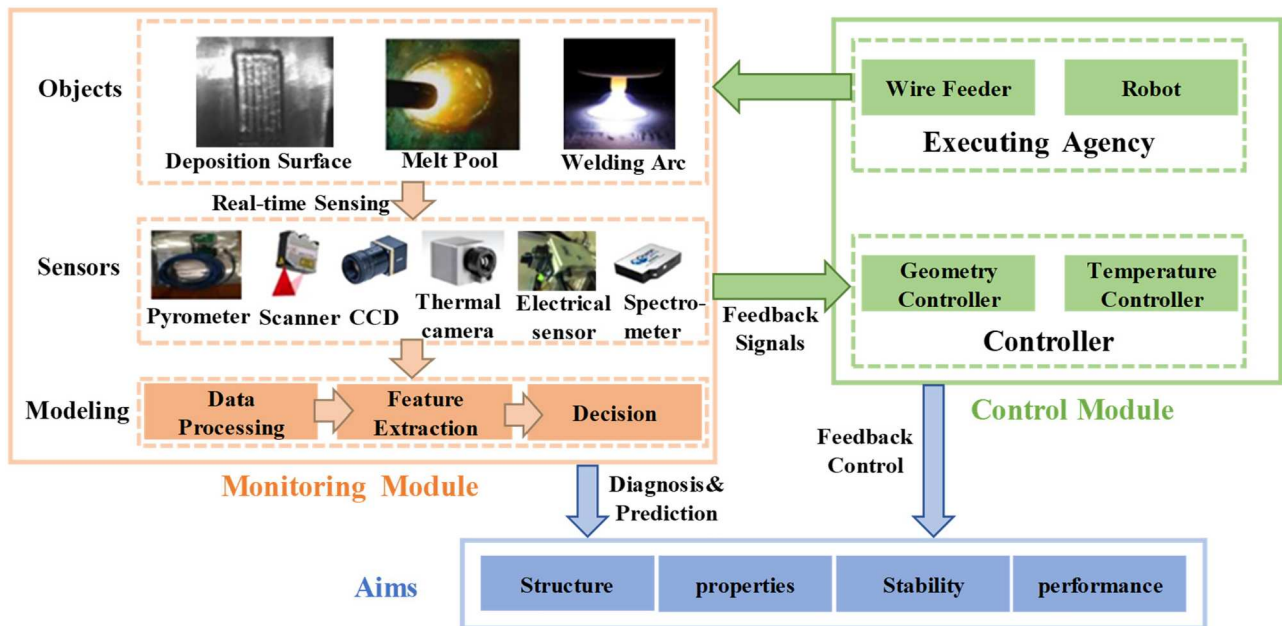 Objects
Deposition Surface
Melt Pool
Welding Arc
Real-time Sensing
Sensors
Pyrometer
Scanner
CCD
Thermal
camera
Electrical
sensor
Spectro-
meter
Modeling
Data
Processing
Feature
Extraction
Decision
Monitoring Module
Wire Feeder
Robot
Executing Agency
Feedback
Signals
Geometry
Controller
Temperature
Controller
Controller
Control Module
Diagnosis&
Prediction
Feedback
Control
Aims
Structure
properties
Stability
performance